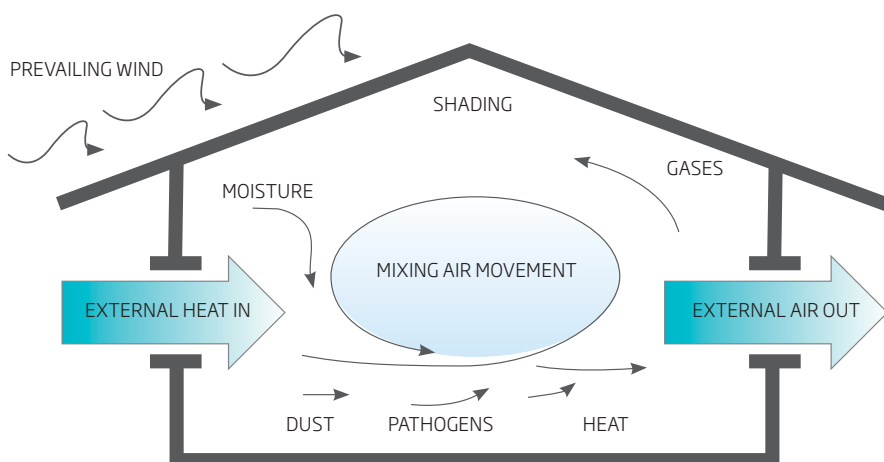 PREVAILING WIND
SHADING
GASES
MOISTURE
MIXING AIR MOVEMENT
EXTERNAL HEAT IN
EXTERNAL AIR OUT
DUST
PATHOGENS
HEAT